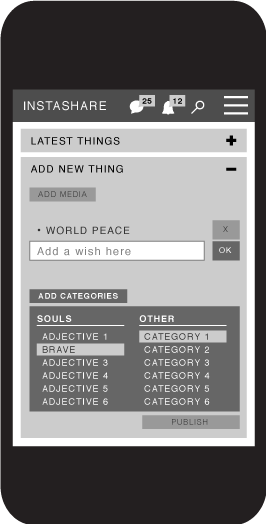 INSTASHARE 25 12
LATEST THINGS +
ADD NEW THING −
ADD MEDIA
• WORLD PEACE X
Add a wish here OK
ADD CATEGORIES
SOULS OTHER
ADJECTIVE 1 CATEGORY 1
BRAVE CATEGORY 2
ADJECTIVE 3 CATEGORY 3
ADJECTIVE 4 CATEGORY 4
ADJECTIVE 5 CATEGORY 5
ADJECTIVE 6 CATEGORY 6
PUBLISH